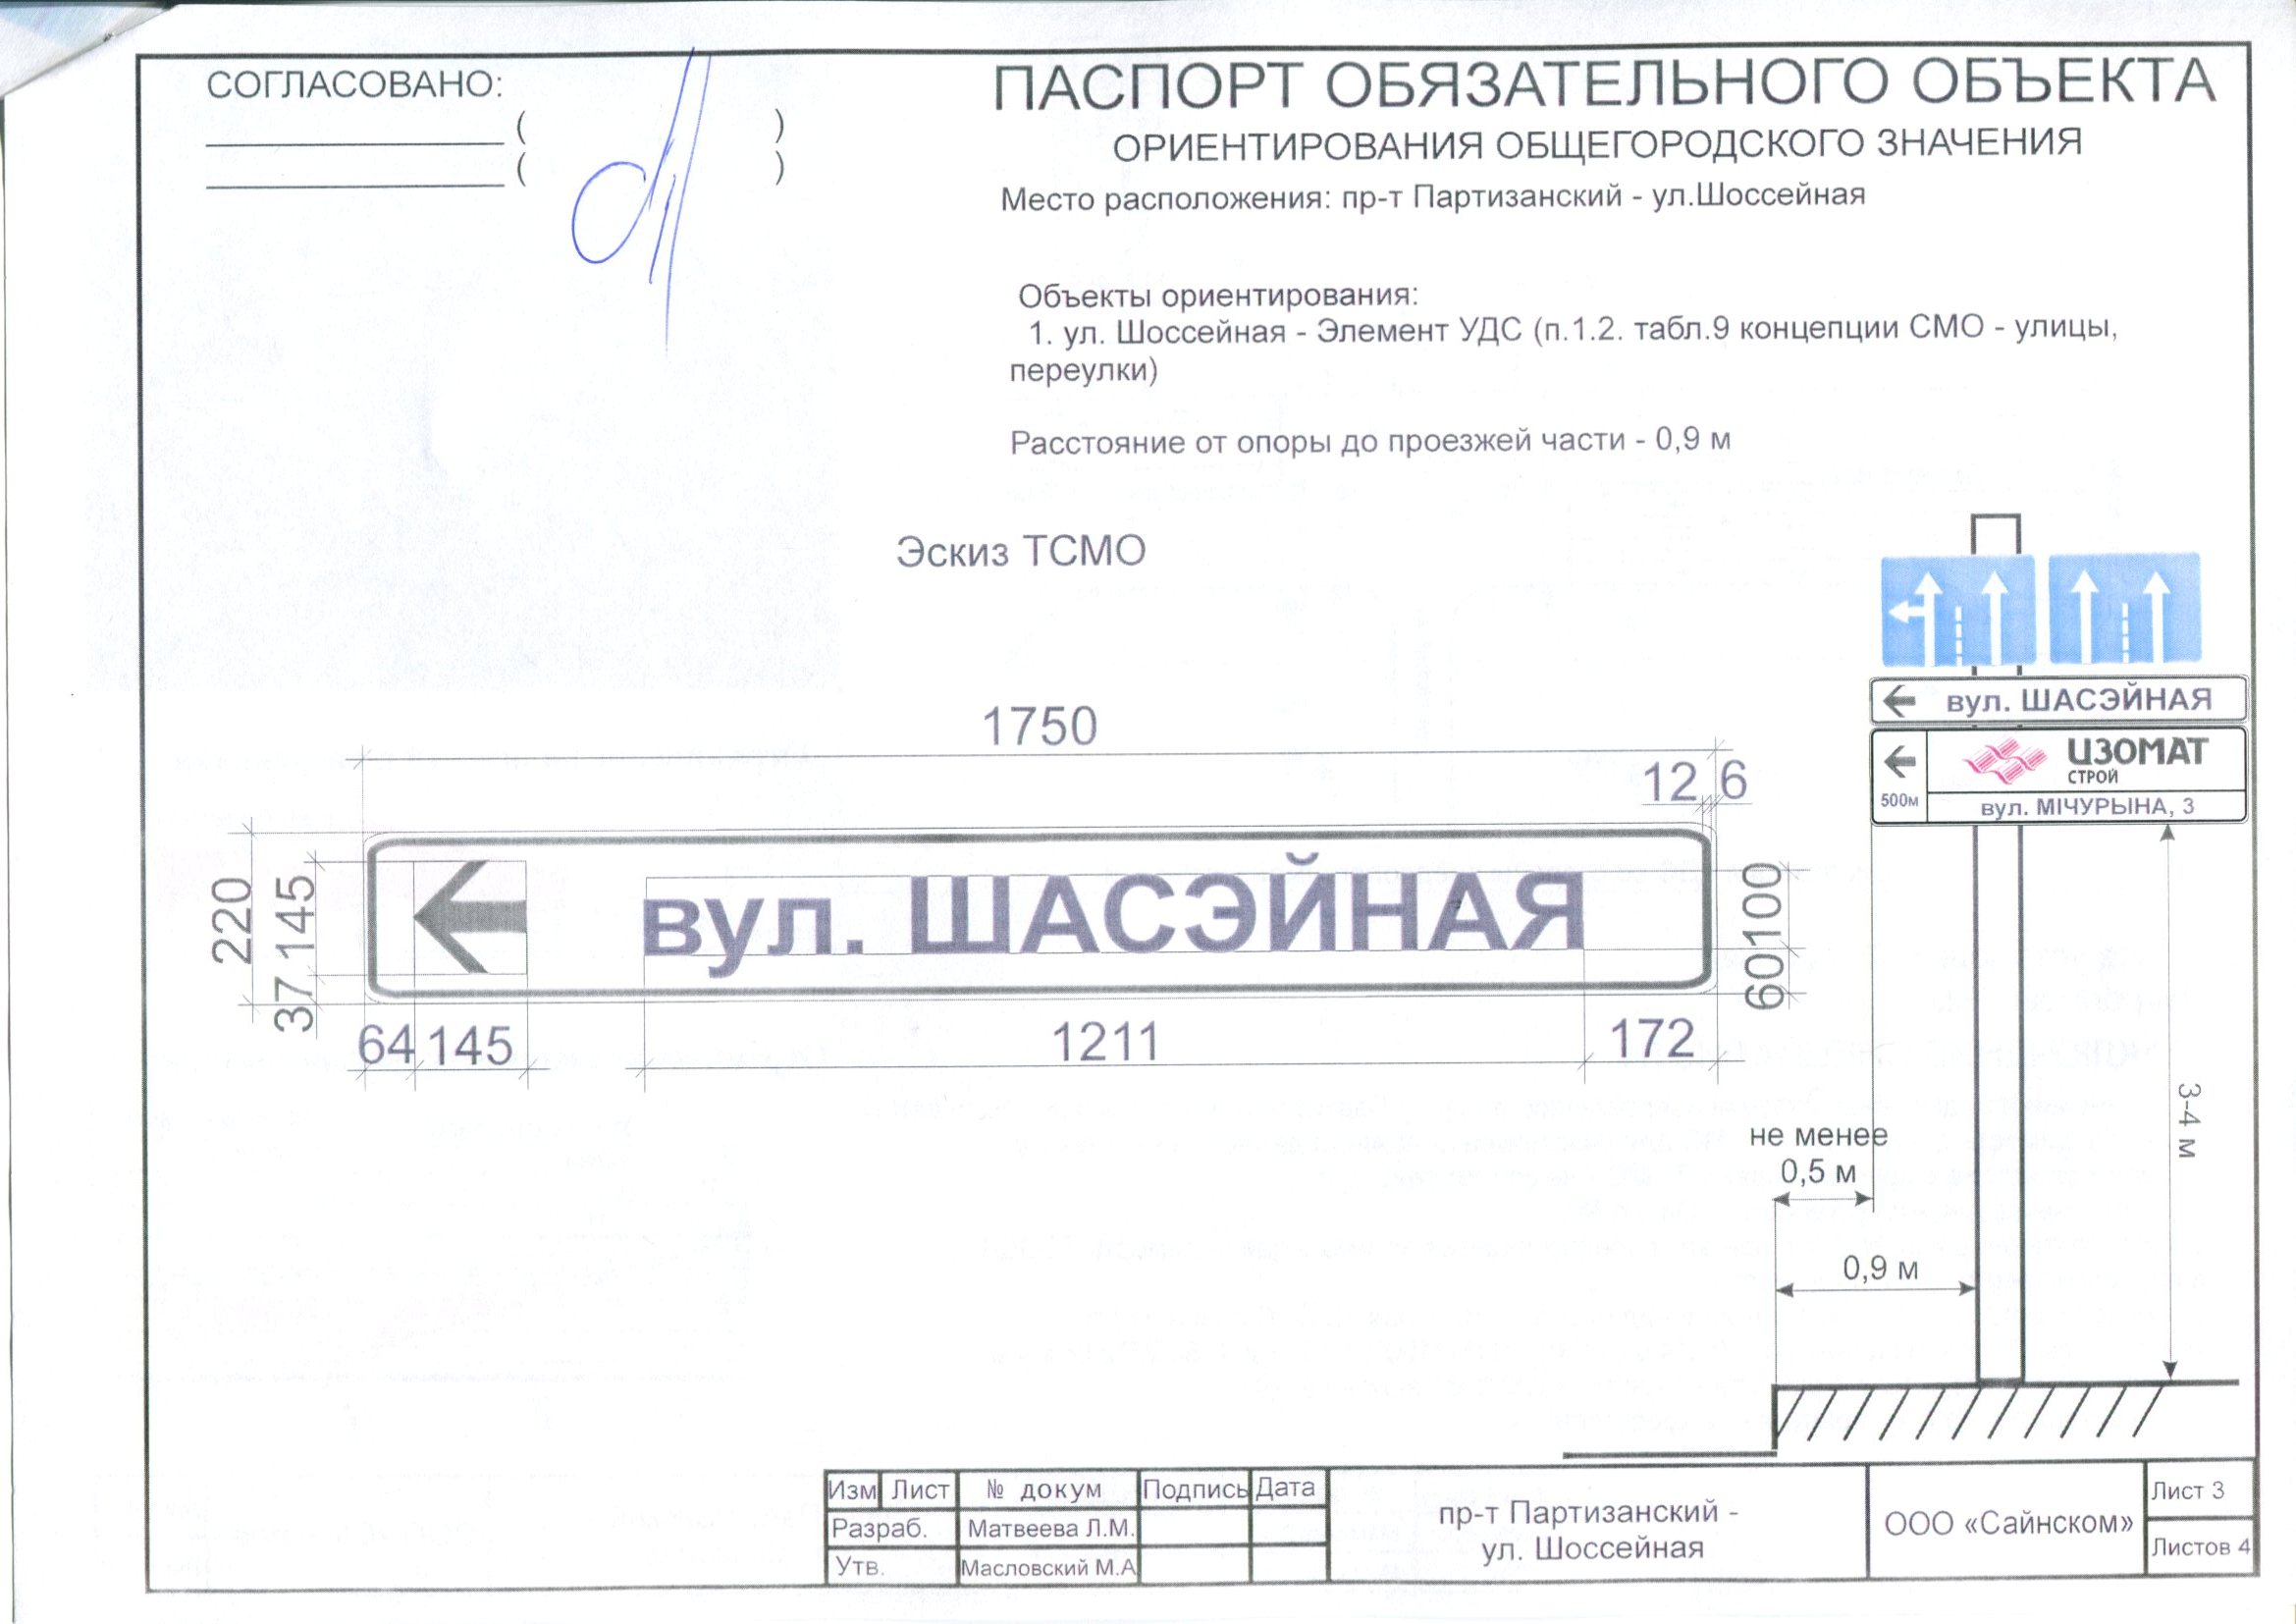 СОГЛАСОВАНО:
( )
( )
ПАСПОРТ ОБЯЗАТЕЛЬНОГО ОБЪЕКТА
ОРИЕНТИРОВАНИЯ ОБЩЕГОРОДСКОГО ЗНАЧЕНИЯ
Место расположения: пр-т Партизанский - ул.Шоссейная
Объекты ориентирования:
1. ул. Шоссейная - Элемент УДС (п.1.2. табл.9 концепции СМО - улицы,
переулки)
Расстояние от опоры до проезжей части - 0,9 м
Эскиз ТСМО
вул. ШАСЭЙНАЯ
ИЗОМАТ
СТРОЙ
500м
вул. МІЧУРЫНА, 3
1750
12 6
220
37 145
вул. ШАСЭЙНАЯ
60 100
64 145
1211
172
3-4 м
не менее
0,5 м
0,9 м
Изм Лист № докум Подпись Дата
Разраб. Матвеева Л.М.
Утв. Масловский М.А
пр-т Партизанский -
ул. Шоссейная
ООО «Сайнском»
Лист 3
Листов 4